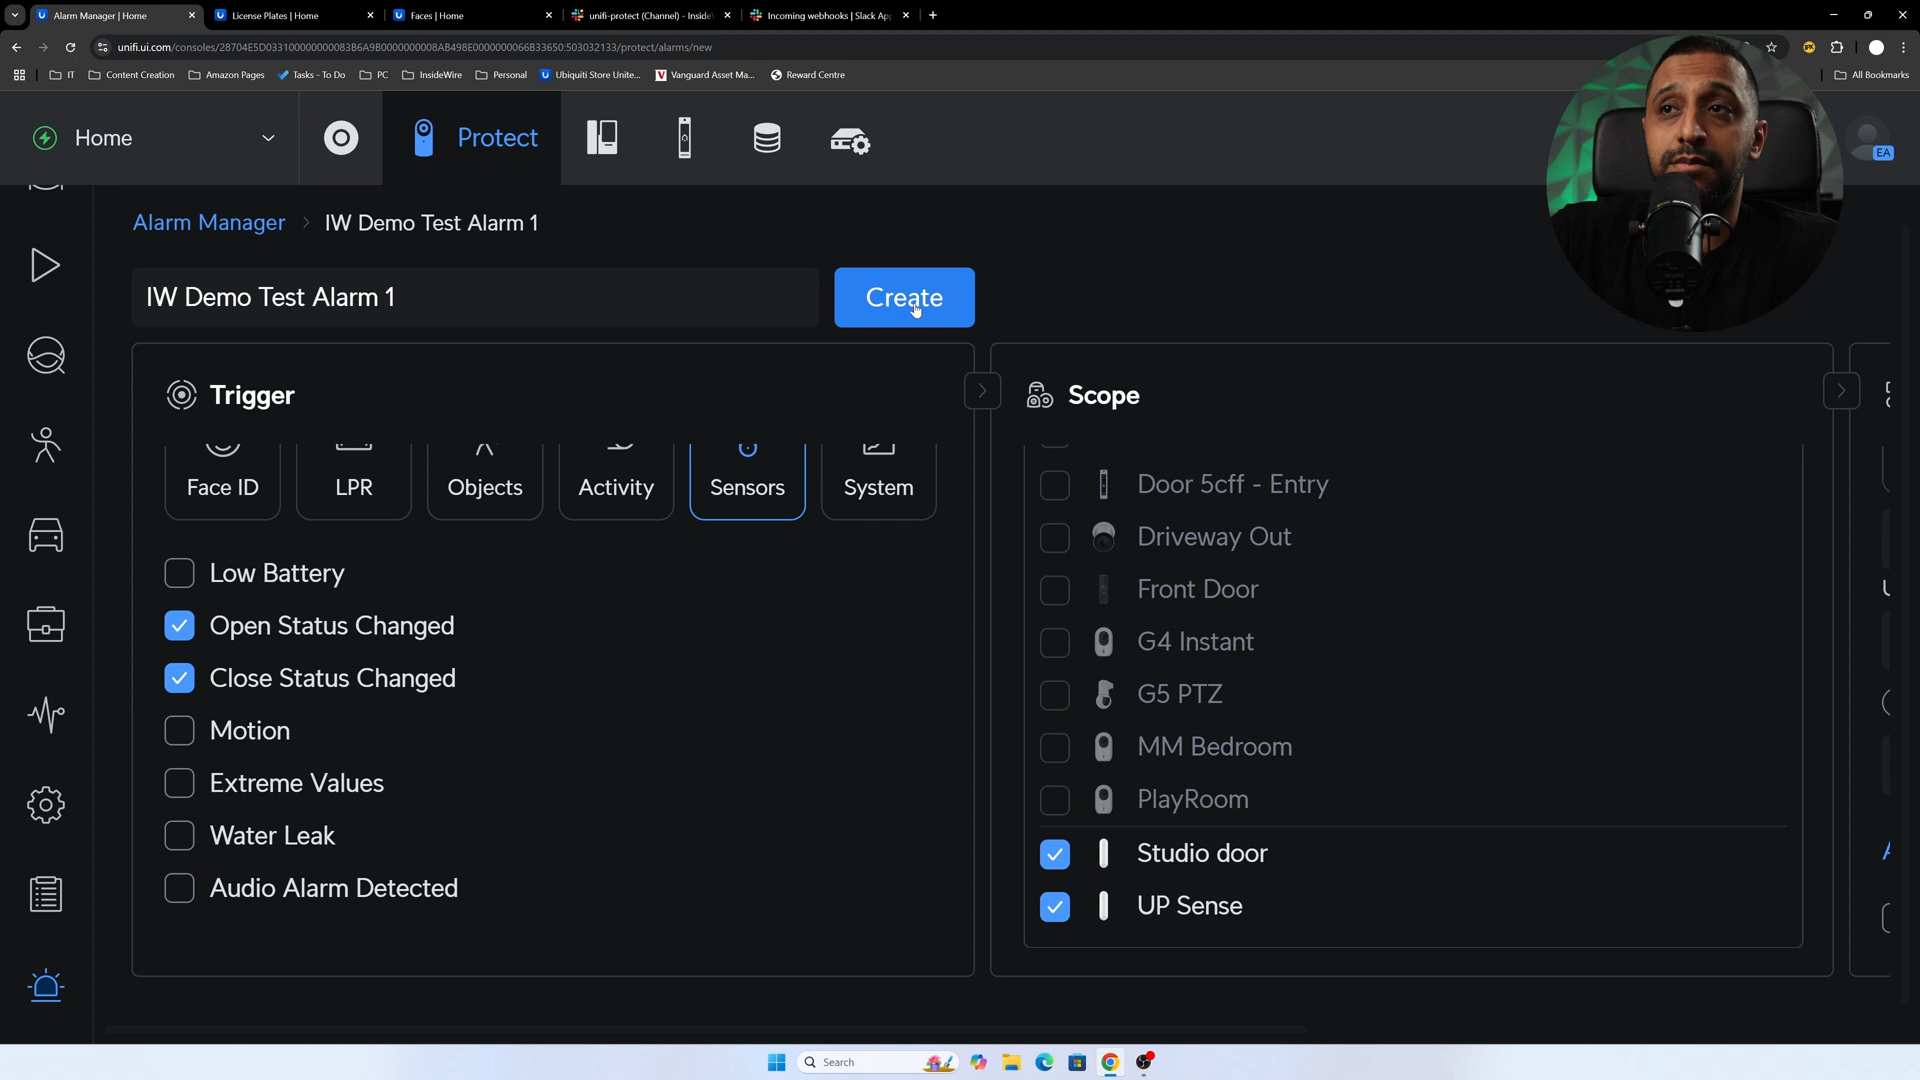 Alarm Manager | Home
License Plates | Home
Faces | Home
unifi-protect (Channel) - Inside
Incoming webhooks | Slack Ap
unifi.ui.com/consoles/28704E5D03310000000083B6A9B0000000008AB498E0000000066B33650:503032133/protect/alarms/new
IT
Content Creation
Amazon Pages
Tasks - To Do
PC
InsideWire
Personal
Ubiquiti Store Unite...
Vanguard Asset Ma...
Reward Centre
All Bookmarks
Home
Protect
EA
Alarm Manager > IW Demo Test Alarm 1
IW Demo Test Alarm 1
Create
Trigger
Face ID
LPR
Objects
Activity
Sensors
System
Low Battery
Open Status Changed
Close Status Changed
Motion
Extreme Values
Water Leak
Audio Alarm Detected
Scope
Door 5cff - Entry
Driveway Out
Front Door
G4 Instant
G5 PTZ
MM Bedroom
PlayRoom
Studio door
UP Sense
Search